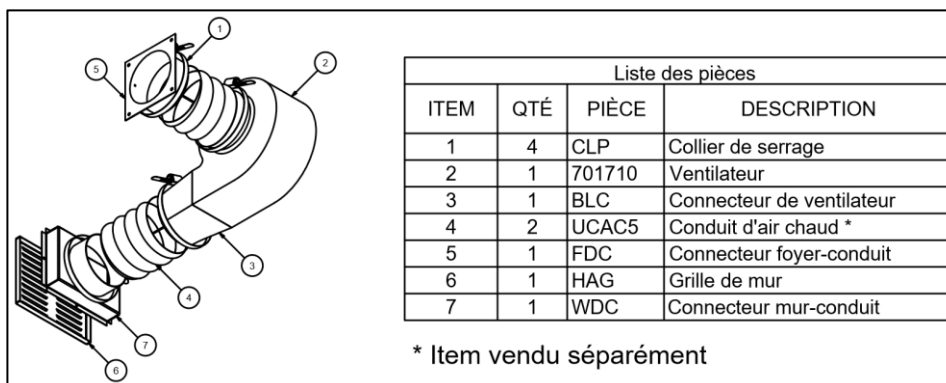 1
2
5
3
4
7
6
Liste des pièces
ITEM QTÉ PIÈCE DESCRIPTION
1 4 CLP Collier de serrage
2 1 701710 Ventilateur
3 1 BLC Connecteur de ventilateur
4 2 UCAC5 Conduit d'air chaud *
5 1 FDC Connecteur foyer-conduit
6 1 HAG Grille de mur
7 1 WDC Connecteur mur-conduit
* Item vendu séparément